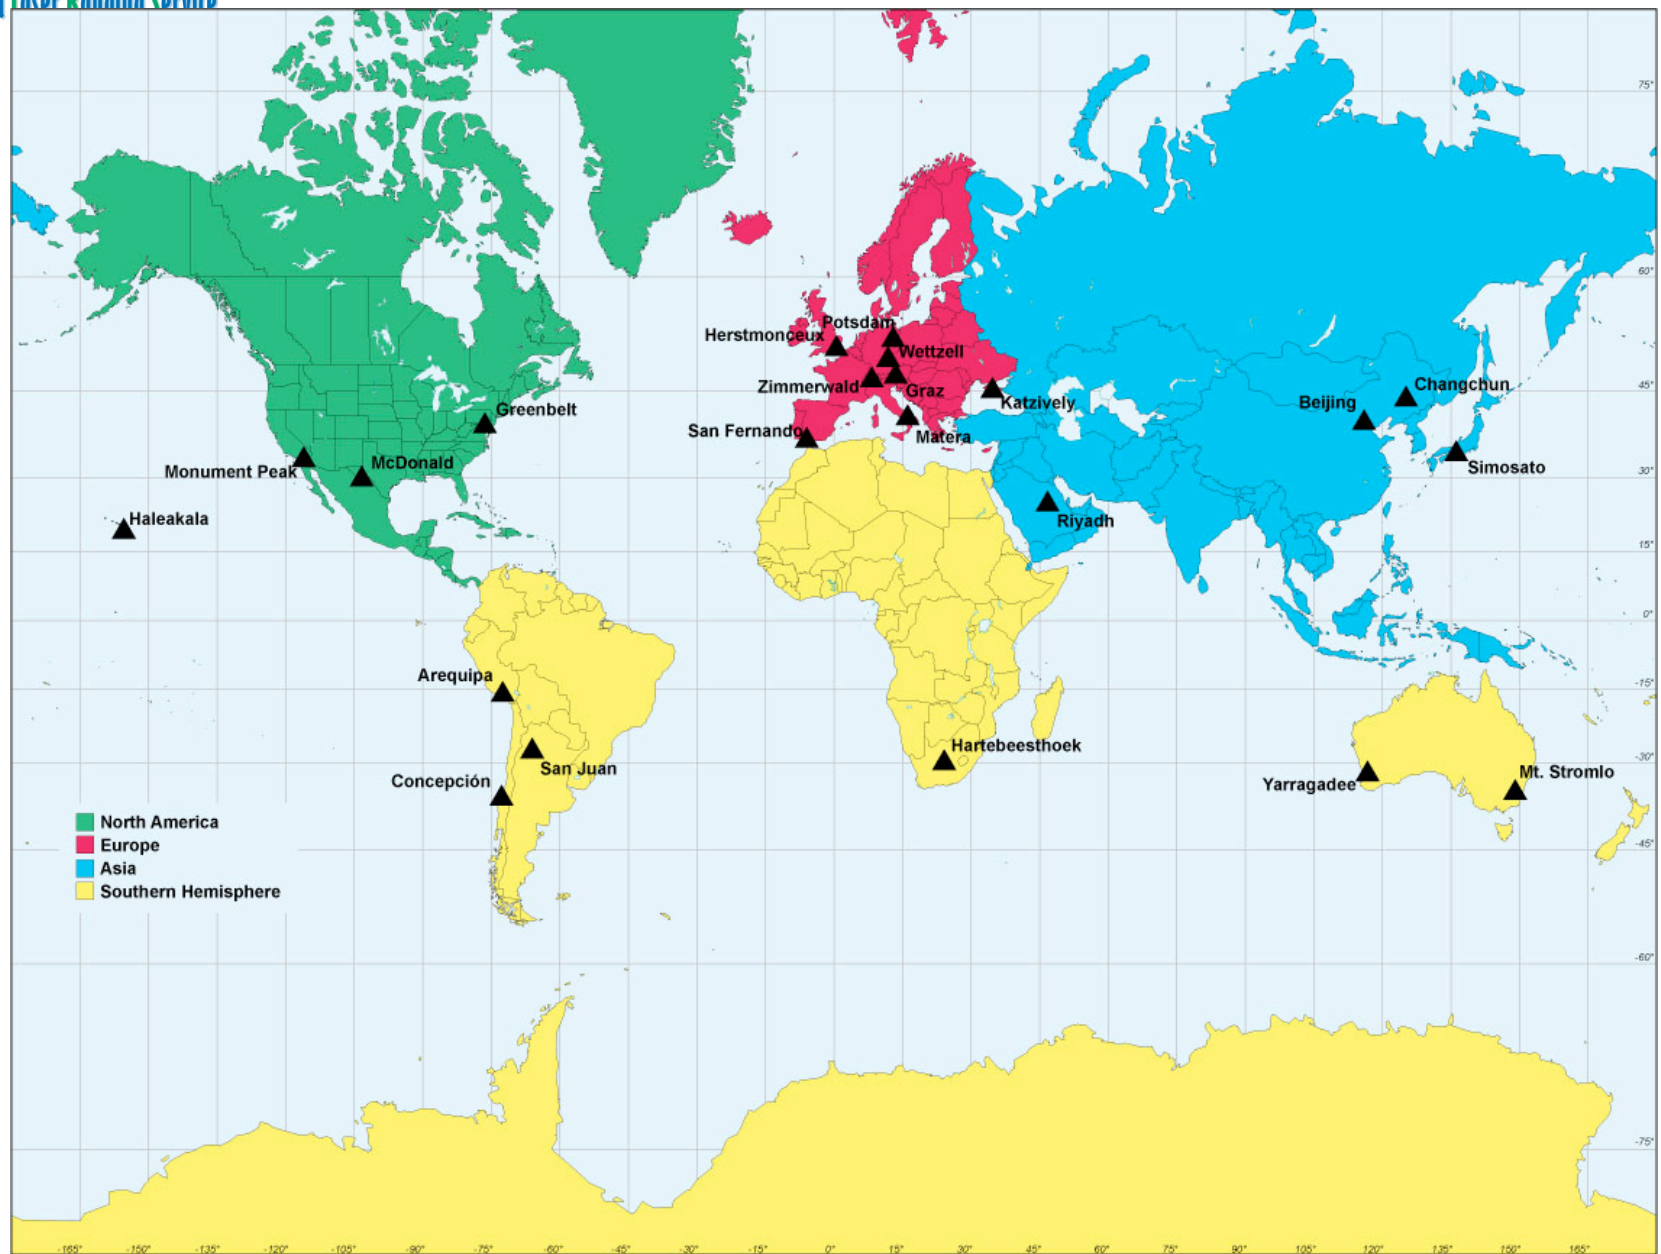 75°
60°
Potsdam
Herstmonceux
Wettzell
Zimmerwald
Graz
Changchun
45°
Katzively
Beijing
Greenbelt
San Fernando
Matera
McDonald
Monument Peak
Simosato
30°
Haleakala
Riyadh
15°
0°
Arequipa
-15°
Hartebeesthoek
-30°
San Juan
Concepción
Mt. Stromlo
Yarragadee
North America
Europe
Asia
Southern Hemisphere
-45°
-60°
-75°
-165° -150° -135° -120° -105° -90° -75° -60° -45° -30° -15° 0° 15° 30° 45° 60° 75° 90° 105° 120° 135° 150° 165°